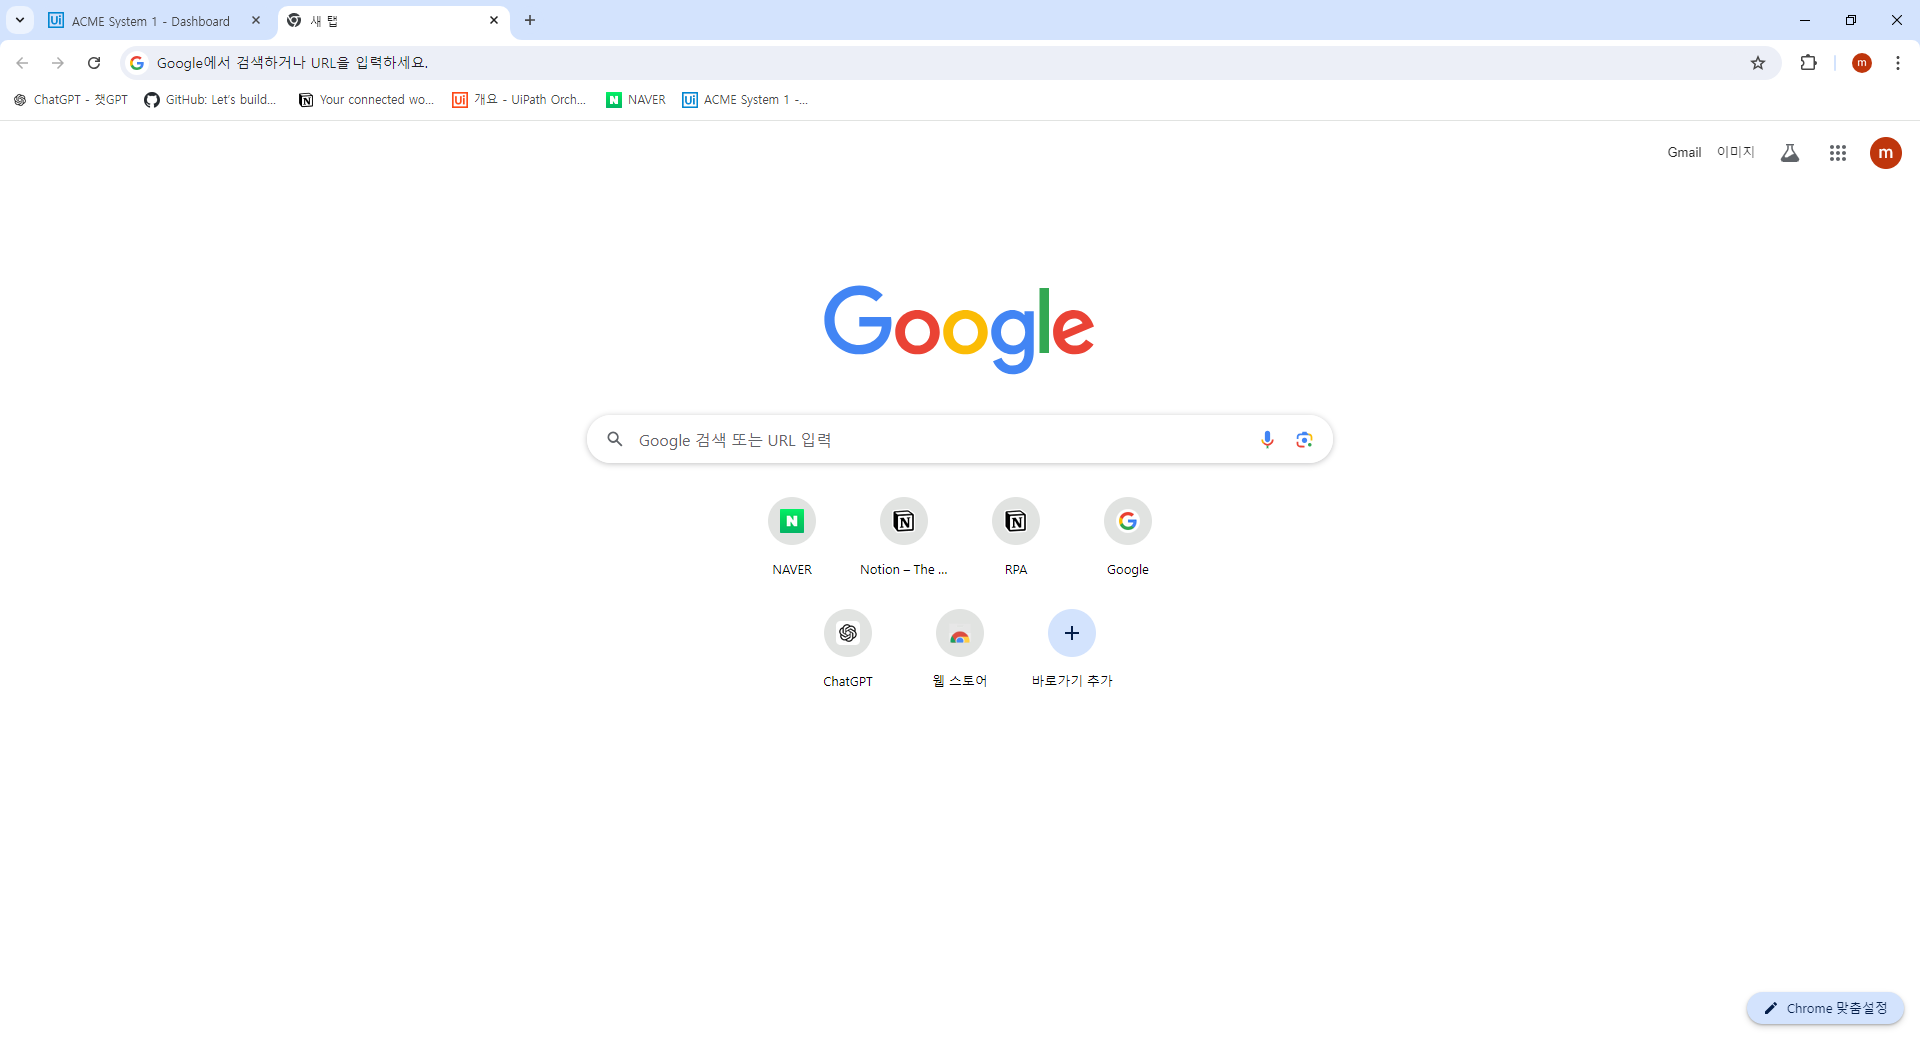 ACME System 1 - Dashboard
새 탭
Google에서 검색하거나 URL을 입력하세요.
m
ChatGPT - 챗GPT
GitHub: Let's build...
Your connected wo...
개요 - UiPath Orch...
NAVER
ACME System 1 -...
Gmail
이미지
m
Google
Google 검색 또는 URL 입력
NAVER
Notion – The ...
RPA
Google
ChatGPT
웹 스토어
바로가기 추가
Chrome 맞춤설정